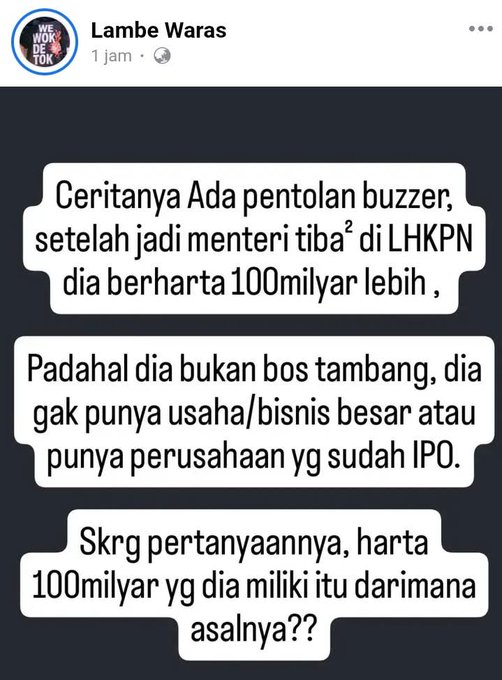 WE
WOK
DE
TOK
Lambe Waras
1 jam ·
Ceritanya Ada pentolan buzzer,
setelah jadi menteri tiba² di LHKPN
dia berharta 100milyar lebih ,
Padahal dia bukan bos tambang, dia
gak punya usaha/bisnis besar atau
punya perusahaan yg sudah IPO.
Skrg pertanyaannya, harta
100milyar yg dia miliki itu darimana
asalnya??